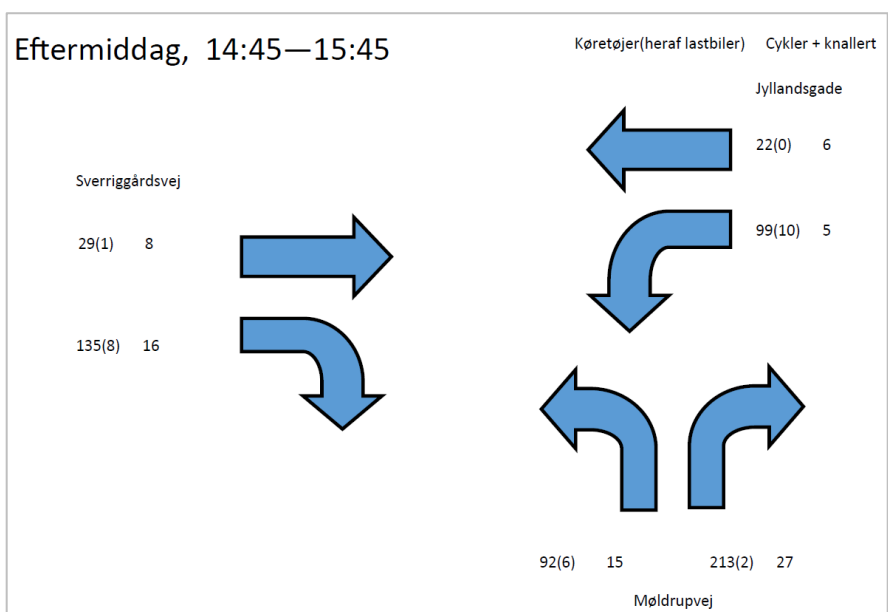 Eftermiddag, 14:45—15:45
Køretøjer(heraf lastbiler) Cykler + knallert
Jyllandsgade
22(0) 6
Sverriggårdsvej
99(10) 5
29(1) 8
135(8) 16
92(6) 15 213(2) 27
Møldrupvej